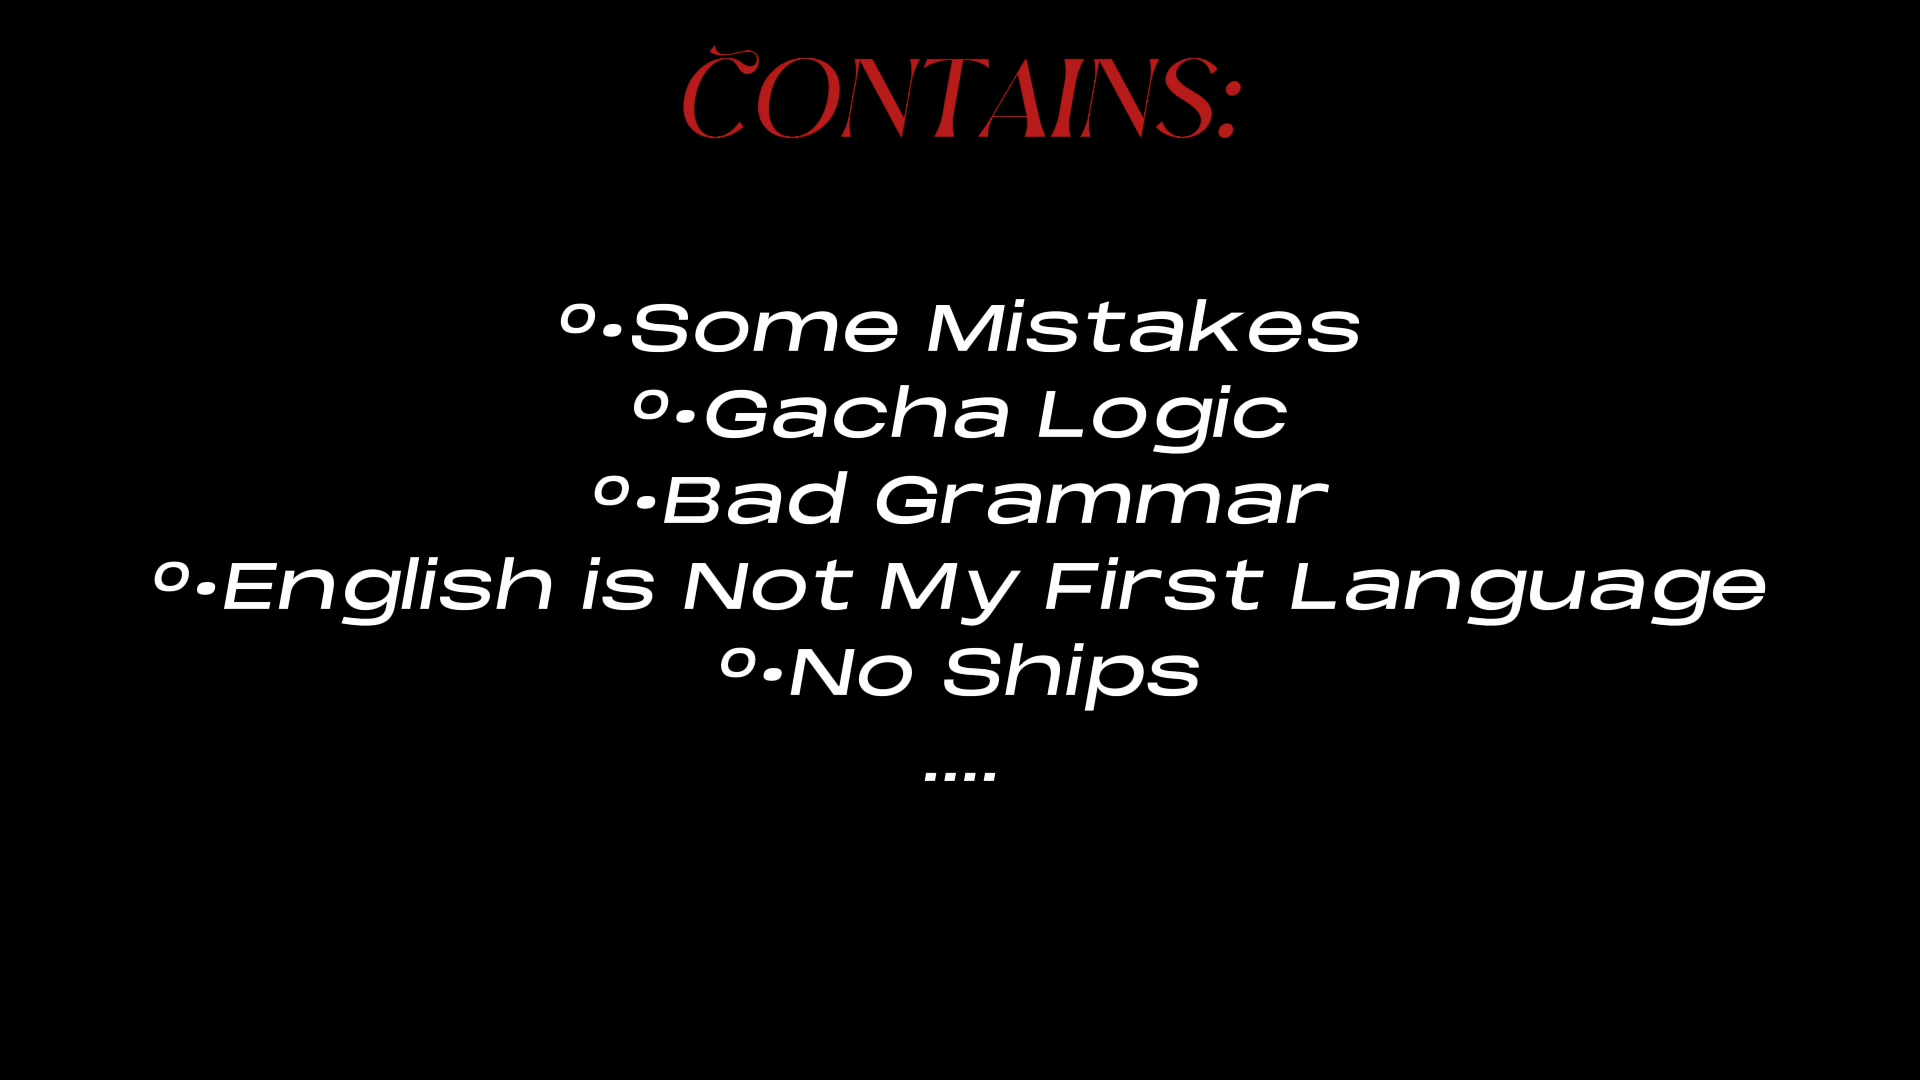 CONTAINS:
º•Some Mistakes
º•Gacha Logic
º•Bad Grammar
º•English is Not My First Language
º•No Ships
....